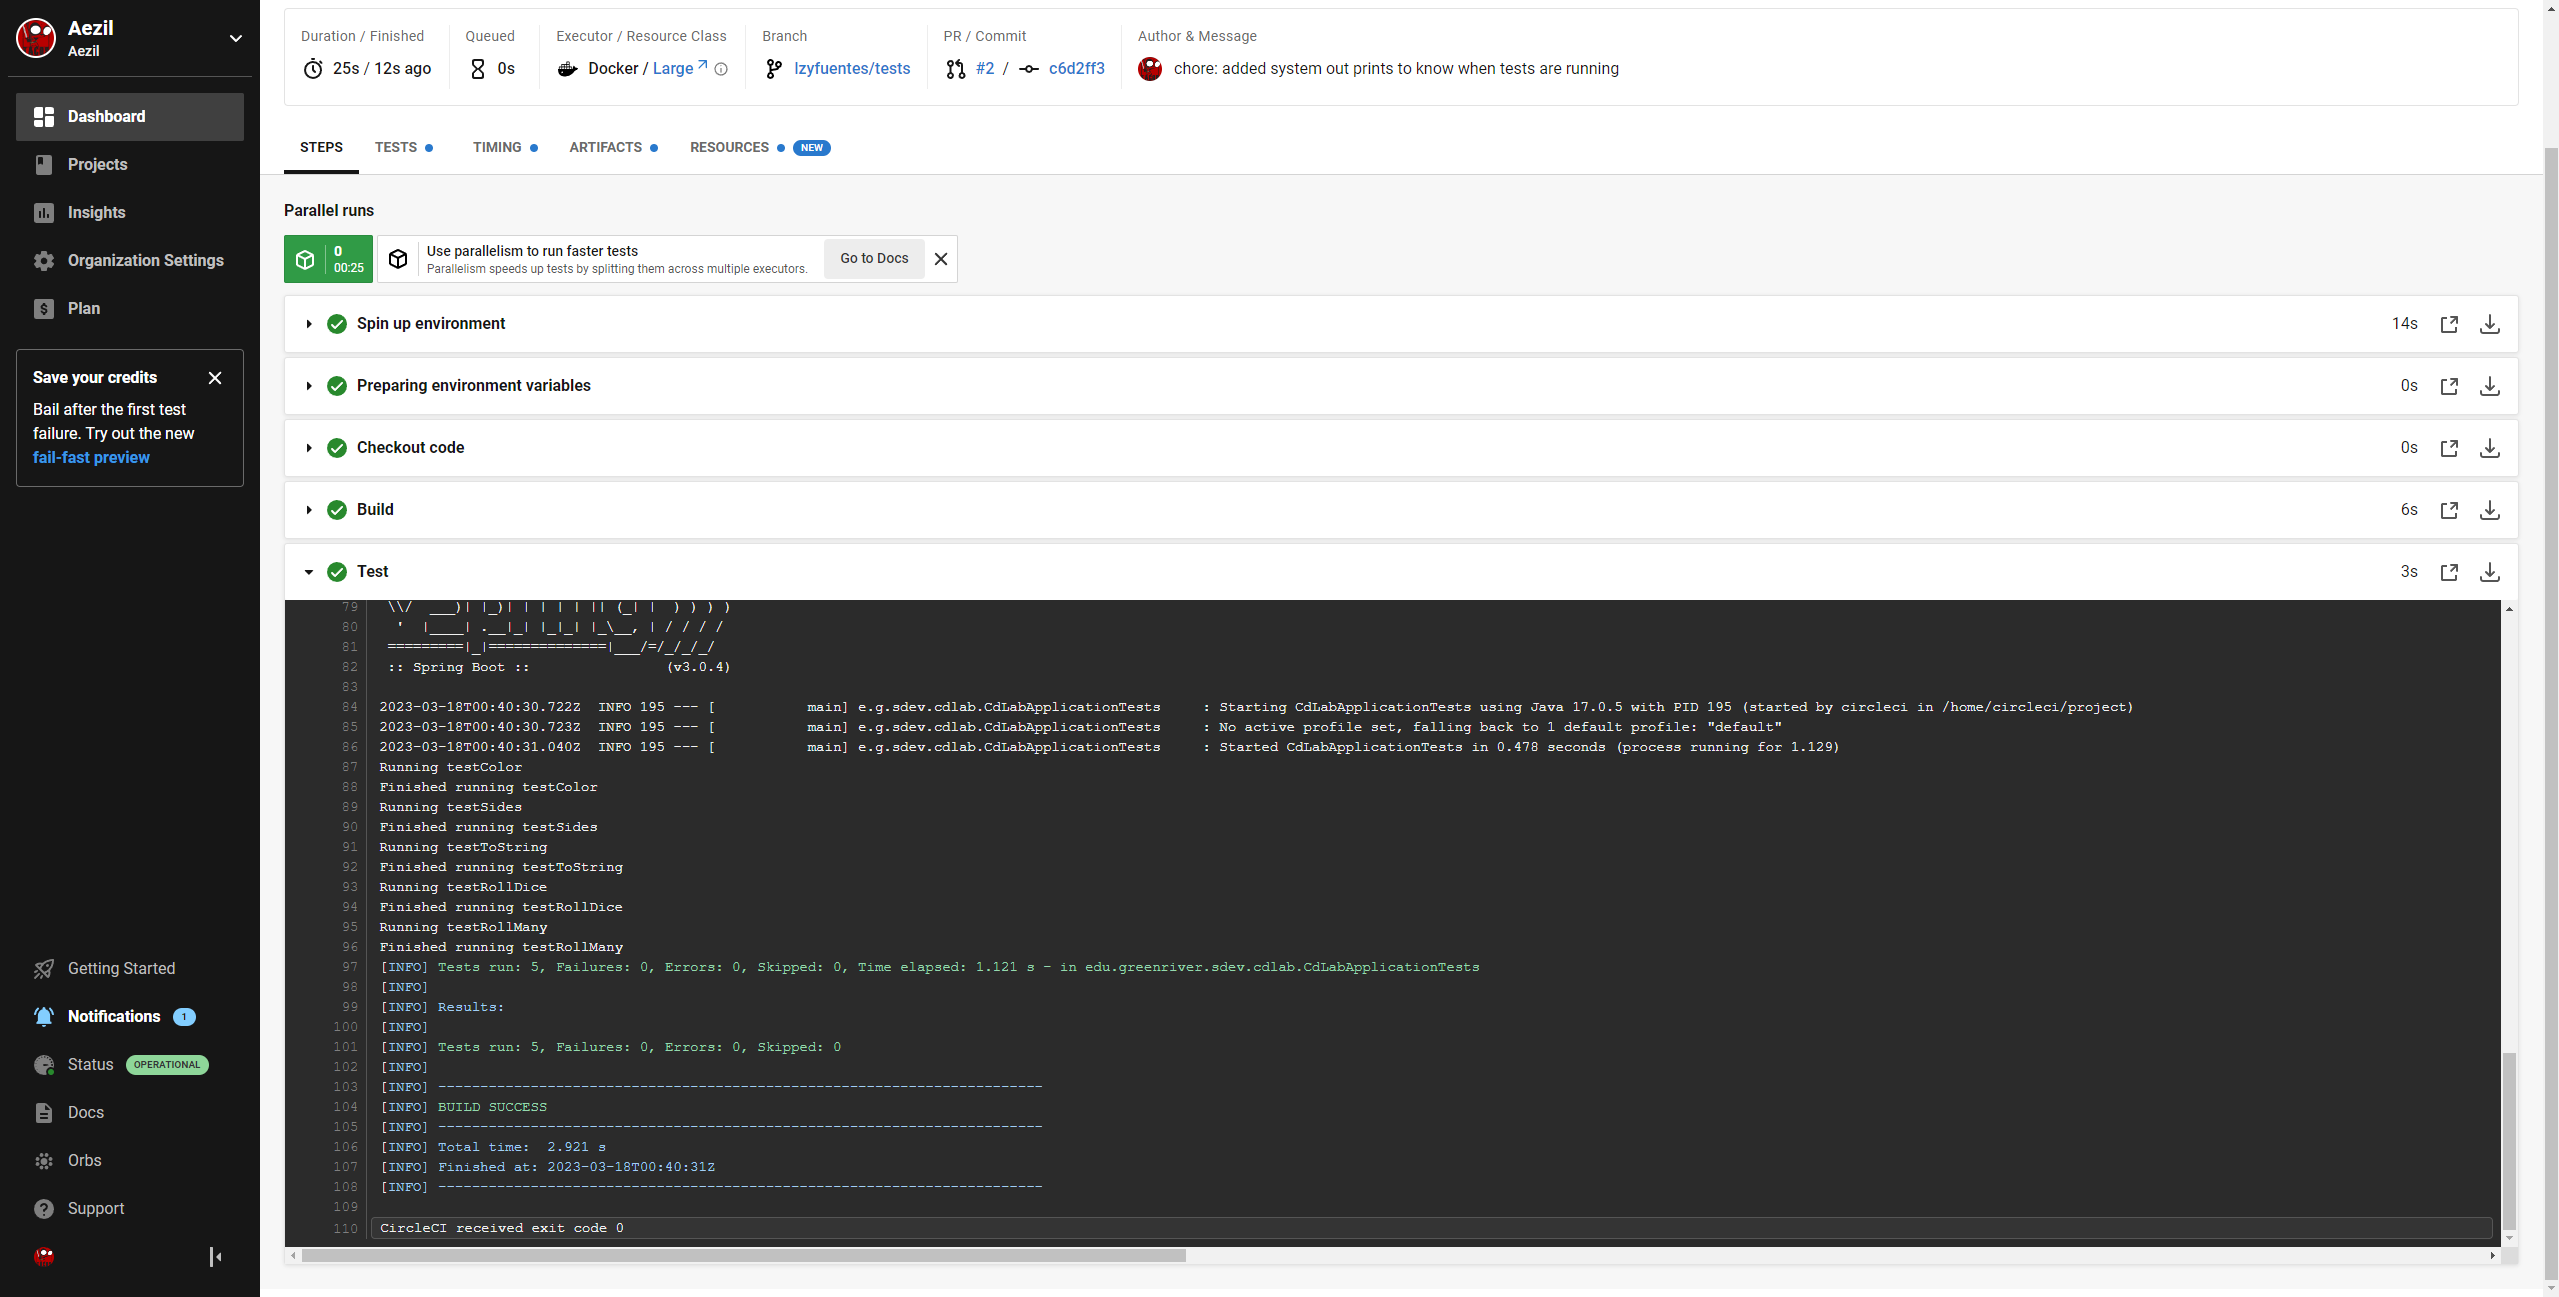 Aezil
Aezil
Dashboard
Projects
Insights
Organization Settings
Plan
Save your credits
Bail after the first test
failure. Try out the new
fail-fast preview
Getting Started
Notifications 1
Status OPERATIONAL
Docs
Orbs
Support
Duration / Finished
25s / 12s ago
Queued
0s
Executor / Resource Class
Docker / Large
Branch
lzyfuentes/tests
PR / Commit
#2 / c6d2ff3
Author & Message
chore: added system out prints to know when tests are running
STEPS TESTS TIMING ARTIFACTS RESOURCES NEW
Parallel runs
0
00:25
Use parallelism to run faster tests
Parallelism speeds up tests by splitting them across multiple executors.
Go to Docs
Spin up environment 14s
Preparing environment variables 0s
Checkout code 0s
Build 6s
Test 3s
79 \\/  ___)| |_)| | | | | || (_| |  ) ) ) )
80  '  |____| .__|_| |_|_| |_\__, | / / / /
81 =========|_|==============|___/=/_/_/_/
82 :: Spring Boot ::                (v3.0.4)
83
84 2023-03-18T00:40:30.722Z  INFO 195 --- [           main] e.g.sdev.cdlab.CdLabApplicationTests     : Starting CdLabApplicationTests using Java 17.0.5 with PID 195 (started by circleci in /home/circleci/project)
85 2023-03-18T00:40:30.723Z  INFO 195 --- [           main] e.g.sdev.cdlab.CdLabApplicationTests     : No active profile set, falling back to 1 default profile: "default"
86 2023-03-18T00:40:31.040Z  INFO 195 --- [           main] e.g.sdev.cdlab.CdLabApplicationTests     : Started CdLabApplicationTests in 0.478 seconds (process running for 1.129)
87 Running testColor
88 Finished running testColor
89 Running testSides
90 Finished running testSides
91 Running testToString
92 Finished running testToString
93 Running testRollDice
94 Finished running testRollDice
95 Running testRollMany
96 Finished running testRollMany
97 [INFO] Tests run: 5, Failures: 0, Errors: 0, Skipped: 0, Time elapsed: 1.121 s - in edu.greenriver.sdev.cdlab.CdLabApplicationTests
98 [INFO]
99 [INFO] Results:
100 [INFO]
101 [INFO] Tests run: 5, Failures: 0, Errors: 0, Skipped: 0
102 [INFO]
103 [INFO] ------------------------------------------------------------------------
104 [INFO] BUILD SUCCESS
105 [INFO] ------------------------------------------------------------------------
106 [INFO] Total time:  2.921 s
107 [INFO] Finished at: 2023-03-18T00:40:31Z
108 [INFO] ------------------------------------------------------------------------
109
110 CircleCI received exit code 0